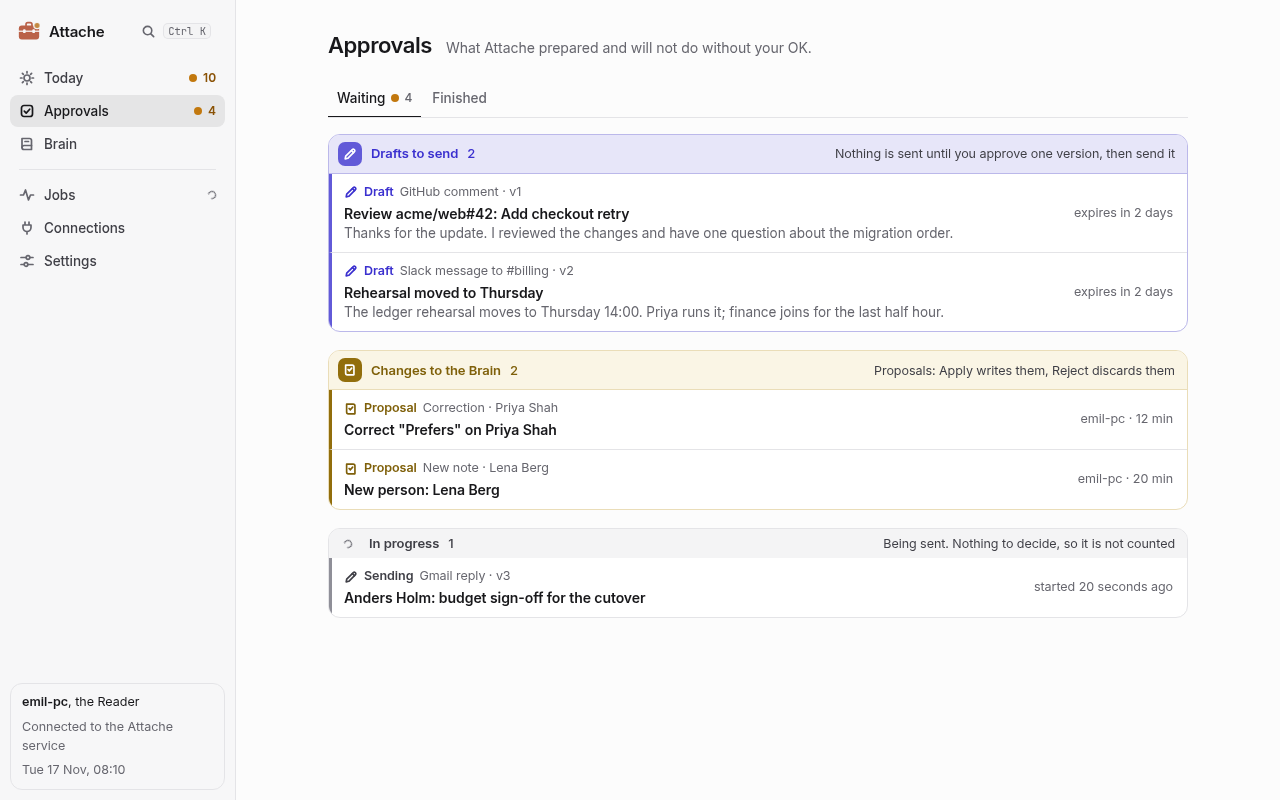 Attache
Ctrl K
Today 10
Approvals 4
Brain
Jobs
Connections
Settings
emil-pc, the Reader
Connected to the Attache
service
Tue 17 Nov, 08:10
Approvals What Attache prepared and will not do without your OK.
Waiting 4 Finished
Drafts to send 2 Nothing is sent until you approve one version, then send it
Draft GitHub comment · v1
Review acme/web#42: Add checkout retry
Thanks for the update. I reviewed the changes and have one question about the migration order.
expires in 2 days
Draft Slack message to #billing · v2
Rehearsal moved to Thursday
The ledger rehearsal moves to Thursday 14:00. Priya runs it; finance joins for the last half hour.
expires in 2 days
Changes to the Brain 2 Proposals: Apply writes them, Reject discards them
Proposal Correction · Priya Shah
Correct "Prefers" on Priya Shah
emil-pc · 12 min
Proposal New note · Lena Berg
New person: Lena Berg
emil-pc · 20 min
In progress 1 Being sent. Nothing to decide, so it is not counted
Sending Gmail reply · v3
Anders Holm: budget sign-off for the cutover
started 20 seconds ago